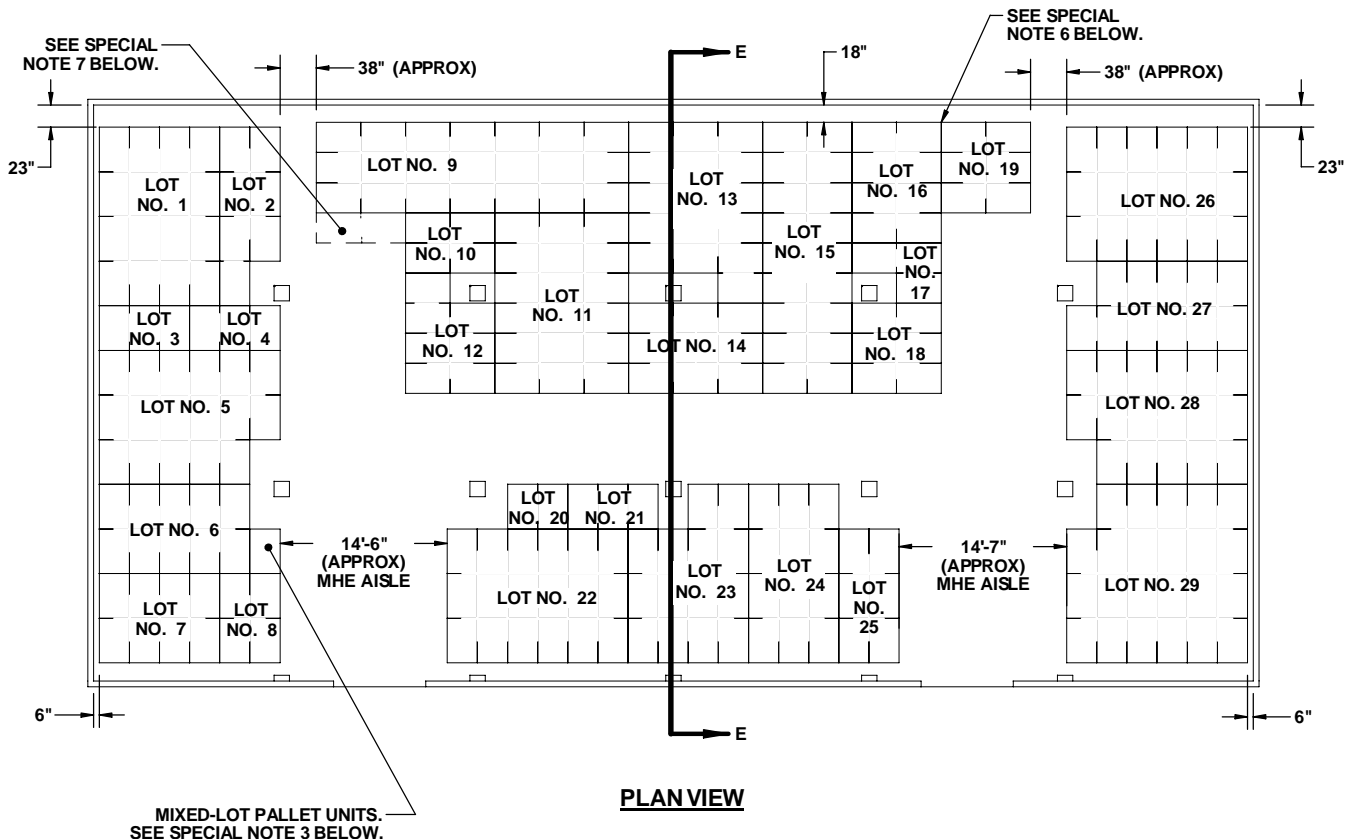 SEE SPECIAL
NOTE 7 BELOW.
38" (APPROX)
E
18"
SEE SPECIAL
NOTE 6 BELOW.
38" (APPROX)
23"
23"
LOT
NO. 1
LOT
NO. 2
LOT NO. 9
LOT
NO. 13
LOT
NO. 16
LOT
NO. 19
LOT NO. 26
LOT
NO. 10
LOT
NO. 15
LOT
NO. 17
LOT
NO. 3
LOT
NO. 4
LOT
NO. 11
LOT
NO. 12
LOT NO. 14
LOT
NO. 18
LOT NO. 27
LOT NO. 5
LOT NO. 28
LOT NO. 6
LOT
NO. 20
LOT
NO. 21
14'-6"
(APPROX)
MHE AISLE
LOT NO. 22
LOT
NO. 23
LOT
NO. 24
LOT
NO.
25
14'-7"
(APPROX)
MHE AISLE
LOT NO. 29
LOT
NO. 7
LOT
NO. 8
6"
6"
E
MIXED-LOT PALLET UNITS.
SEE SPECIAL NOTE 3 BELOW.
PLAN VIEW